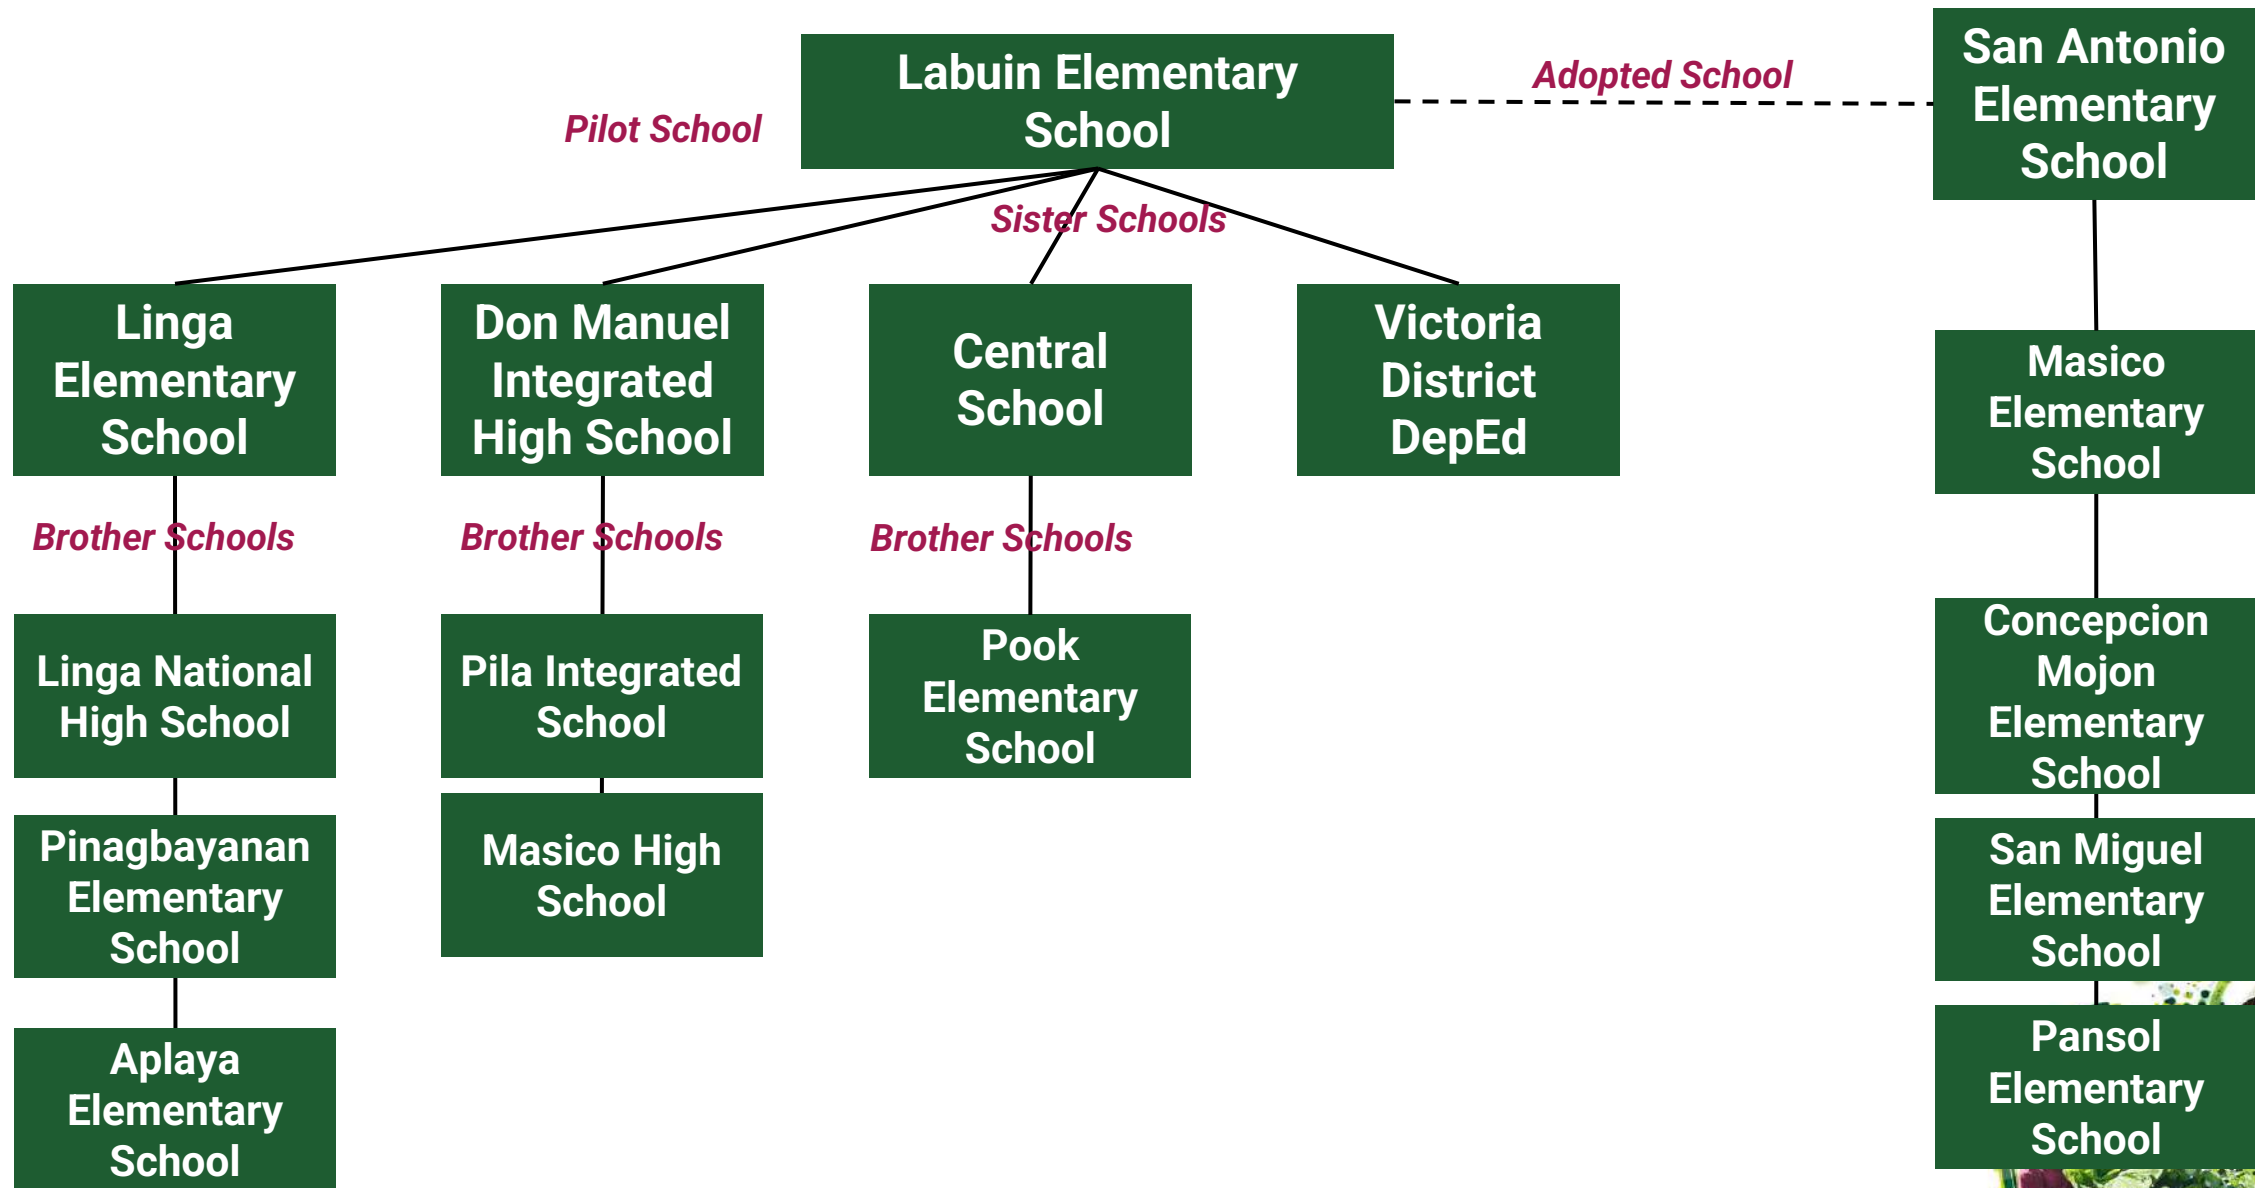 Labuin Elementary
School
Adopted School
San Antonio
Elementary
School
Pilot School
Sister Schools
Linga
Elementary
School
Don Manuel
Integrated
High School
Central
School
Victoria
District
DepEd
Masico
Elementary
School
Brother Schools
Brother Schools
Brother Schools
Linga National
High School
Pila Integrated
School
Pook
Elementary
School
Concepcion
Mojon
Elementary
School
Pinagbayanan
Elementary
School
Masico High
School
San Miguel
Elementary
School
Aplaya
Elementary
School
Pansol
Elementary
School